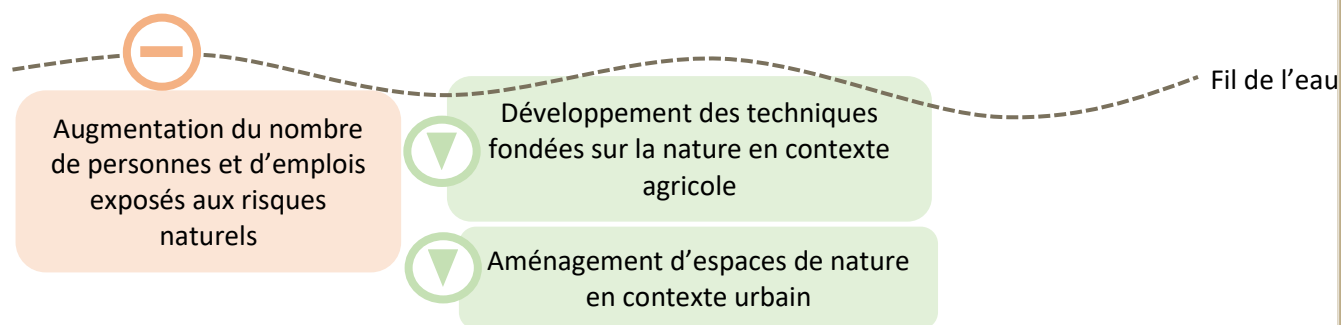 Fil de l’eau
Augmentation du nombre
de personnes et d’emplois
exposés aux risques
naturels
Développement des techniques
fondées sur la nature en contexte
agricole
Aménagement d’espaces de nature
en contexte urbain